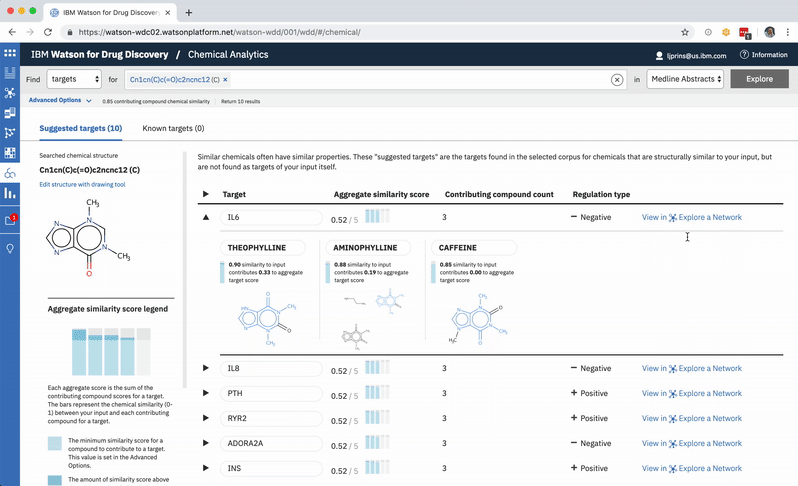 IBM Watson for Drug Discovery
https://watson-wdc02.watsonplatform.net/watson-wdd/001/wdd/#/chemical/
IBM Watson for Drug Discovery / Chemical Analytics
ljprins@us.ibm.com
Information
Find targets for Cn1cn(C)c(=O)c2ncnc12 (C) × in Medline Abstracts Explore
Advanced Options
0.85 contributing compound chemical similarity | Return 10 results
Suggested targets (10) Known targets (0)
Searched chemical structure
Cn1cn(C)c(=O)c2ncnc12 (C)
Edit structure with drawing tool
CH3
N
N
N
N
CH3
O
Aggregate similarity score legend
Each aggregate score is the sum of the
contributing compounds scores for a target.
The bars represent the chemical similarity (0-
1) between your input and each contributing
compound for a target.
The minimum similarity score for a
compound to contribute to a target.
This value is set in the Advanced
Options.
The amount of similarity score above
Similar chemicals often have similar properties. These "suggested targets" are the targets found in the selected corpus for chemicals that are structurally similar to your input, but
are not found as targets of your input itself.
Target Aggregate similarity score Contributing compound count Regulation type
IL6 0.52 / 5 3 − Negative View in Explore a Network
THEOPHYLLINE
0.90 similarity to input
contributes 0.33 to aggregate
target score
AMINOPHYLLINE
0.88 similarity to input
contributes 0.19 to aggregate
target score
CAFFEINE
0.85 similarity to input
contributes 0.00 to aggregate
target score
IL8 0.52 / 5 3 − Negative View in Explore a Network
PTH 0.52 / 5 3 + Positive View in Explore a Network
RYR2 0.52 / 5 3 + Positive View in Explore a Network
ADORA2A 0.52 / 5 3 − Negative View in Explore a Network
INS 0.52 / 5 3 + Positive View in Explore a Network